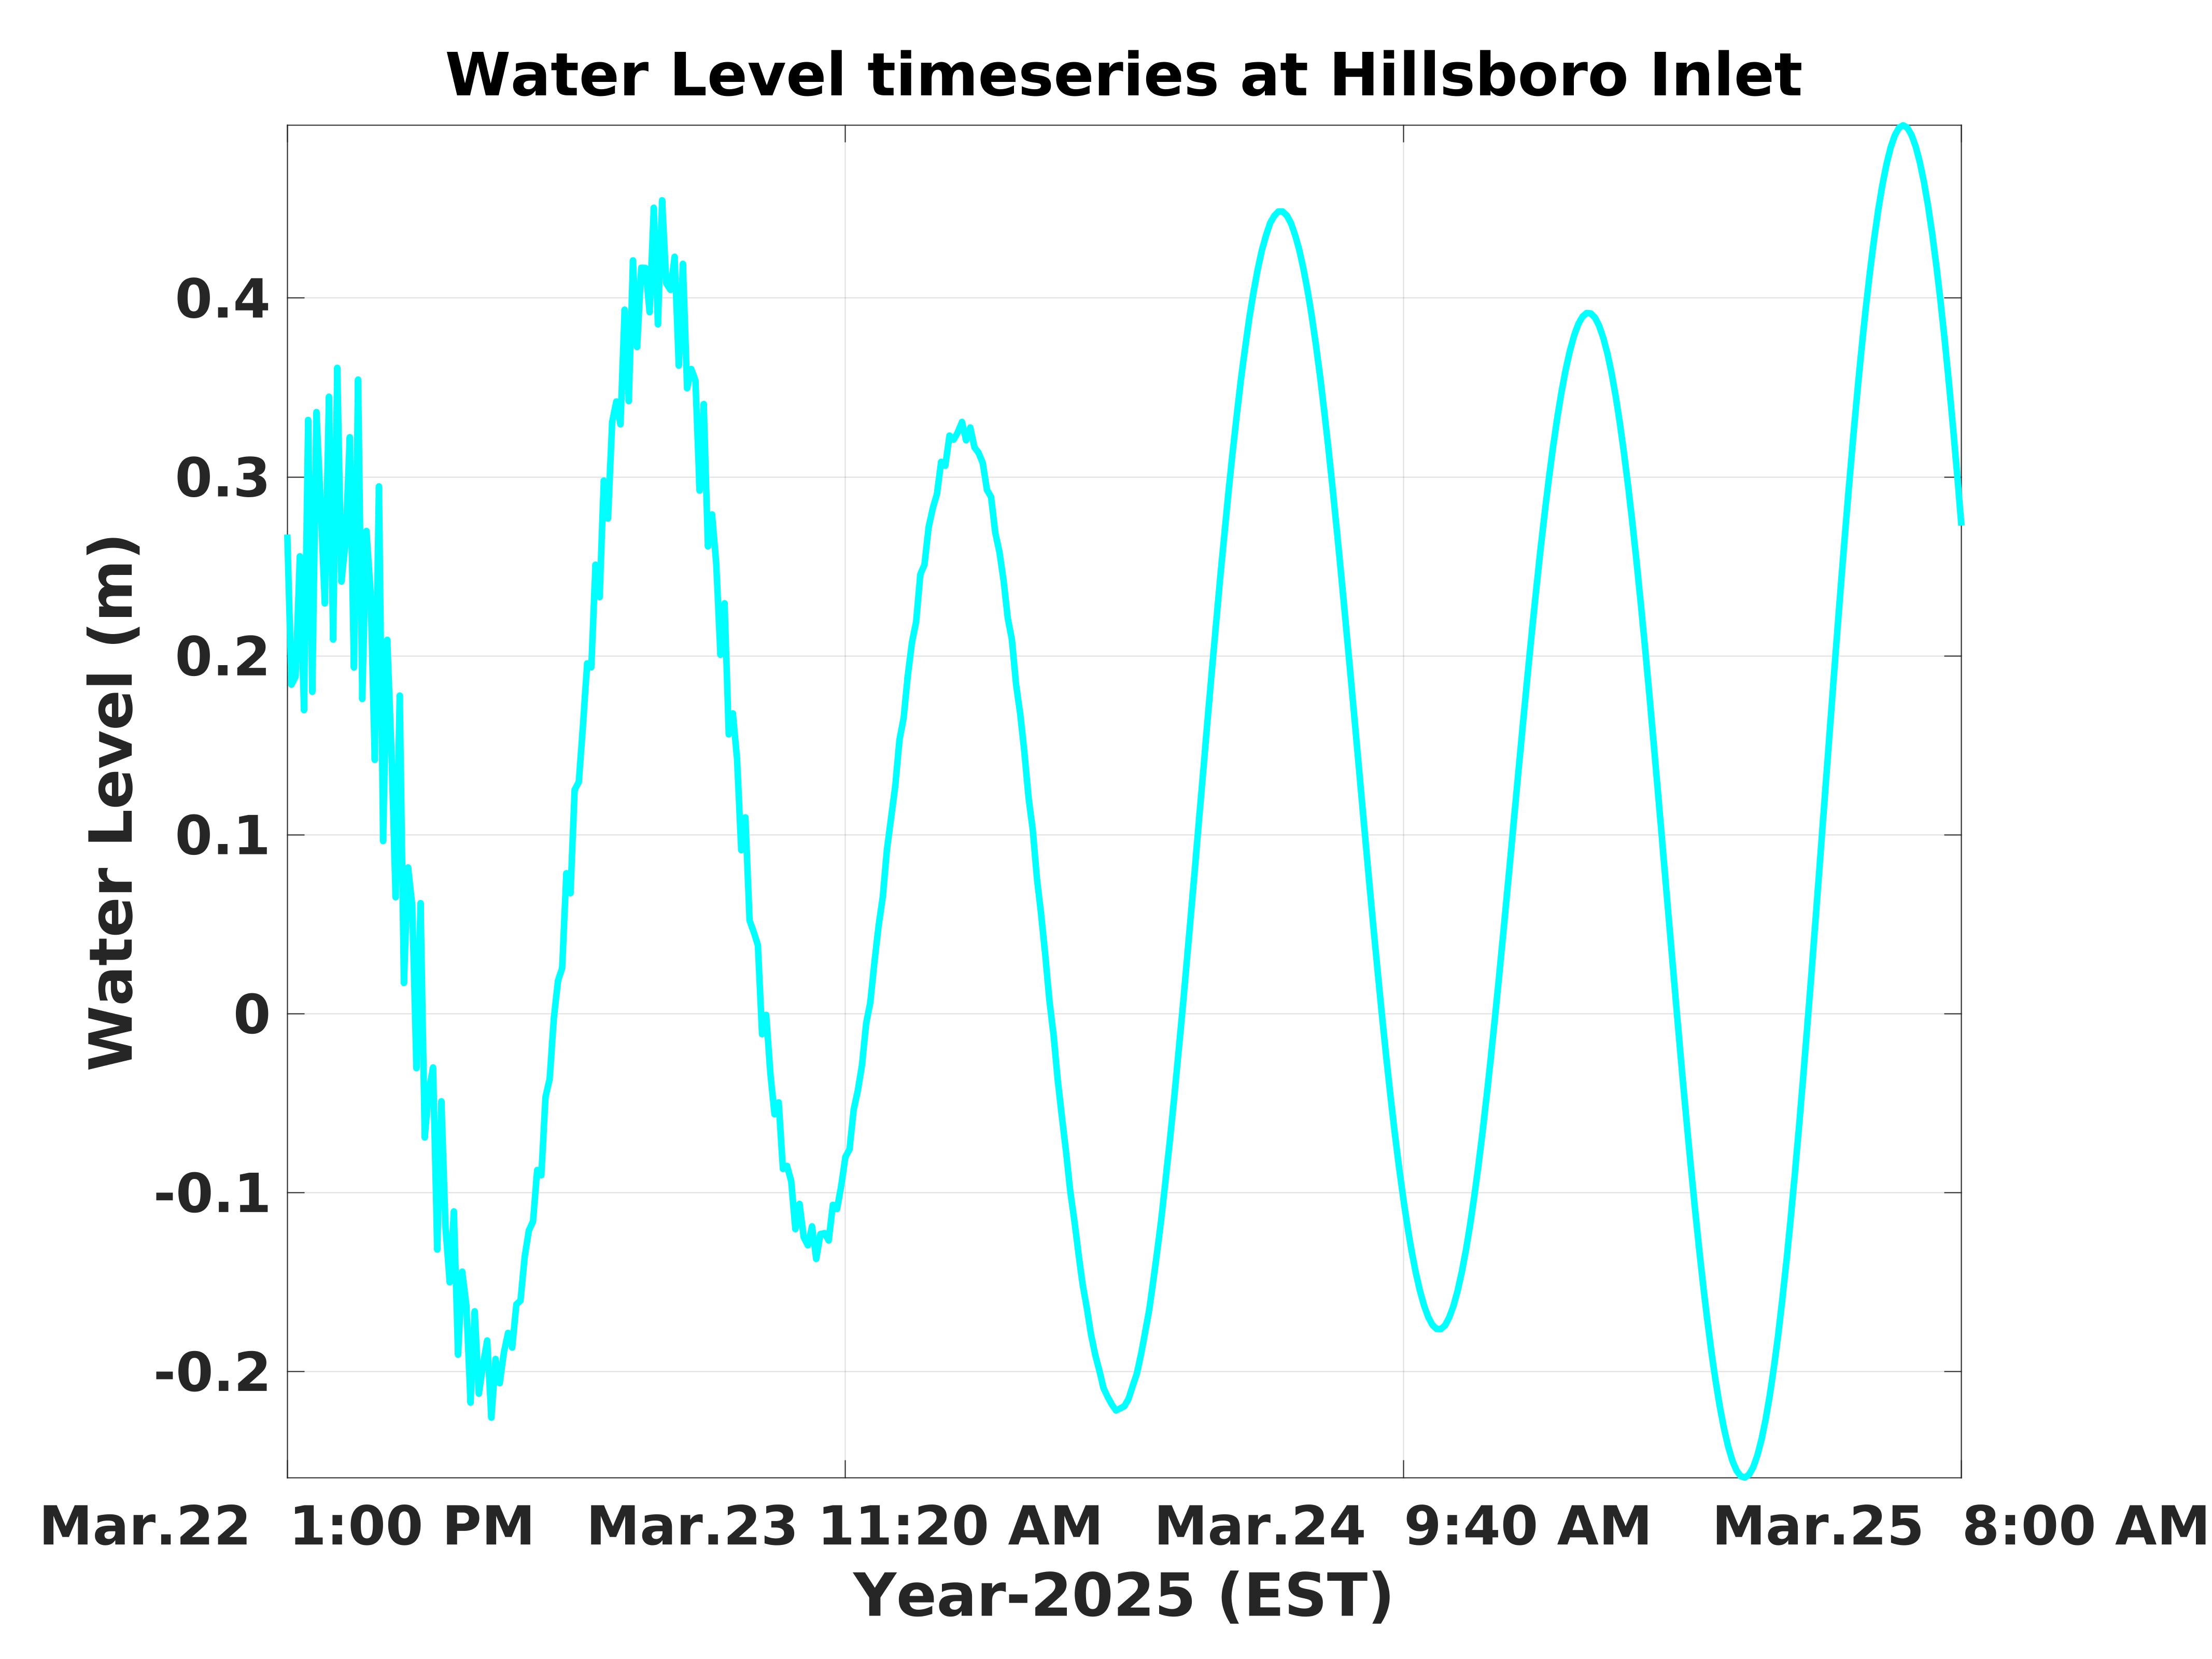 Water Level timeseries at Hillsboro Inlet
0.4
0.3
0.2
0.1
0
-0.1
-0.2
Water Level (m)
Mar.22 1:00 PM Mar.23 11:20 AM Mar.24 9:40 AM Mar.25 8:00 AM
Year-2025 (EST)